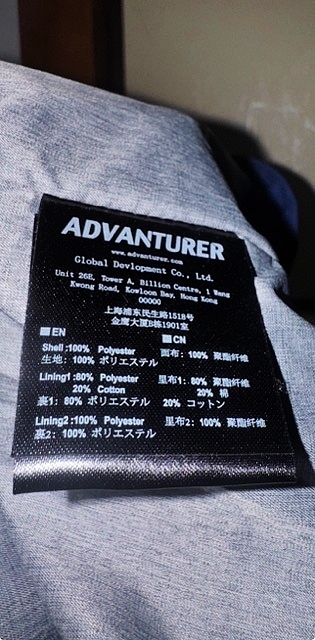 ADVANTURER
www.advanturer.com
Global Devlopment Co., Ltd.
Unit 26E, Tower A, Billion Centre, 1 Wang
Kwong Road, Kowloon Bay, Hong Kong
00000
上海浦东民生路1518号
金鹰大厦B栋1901室
EN CN
Shell :100% Polyester 面布: 100% 聚酯纤维
生地: 100% ポリエステル
Lining1 :80% Polyester 里布1: 80% 聚酯纤维
20% Cotton 20% 棉
裏1: 80% ポリエステル 20% コットン
Lining2 :100% Polyester 里布2: 100% 聚酯纤维
裏2: 100% ポリエステル